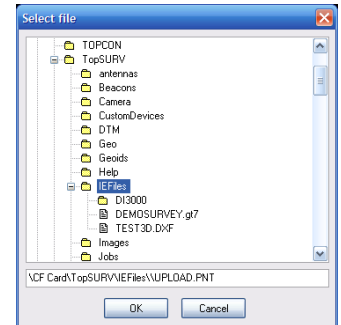 Select file
TOPCON
TopSURV
antennas
Beacons
Camera
CustomDevices
DTM
Geo
Geoids
Help
IEFiles
DI3000
DEMOSURVEY.gt7
TEST3D.DXF
Images
Jobs
\CF Card\TopSURV\IEFiles\\UPLOAD.PNT
OK Cancel